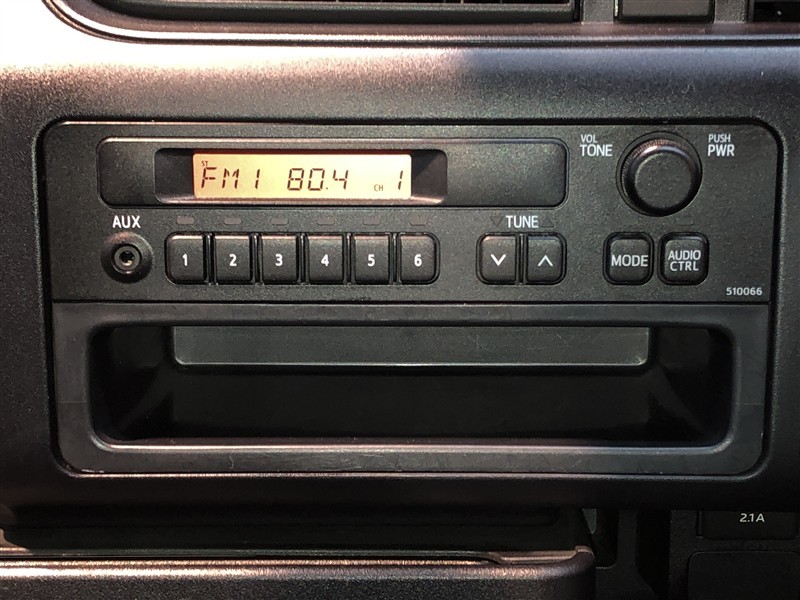 VOL
TONE
PUSH
PWR
ST
FM1 80.4 CH 1
AUX
TUNE
1 2 3 4 5 6
MODE
AUDIO
CTRL
510066
2.1A